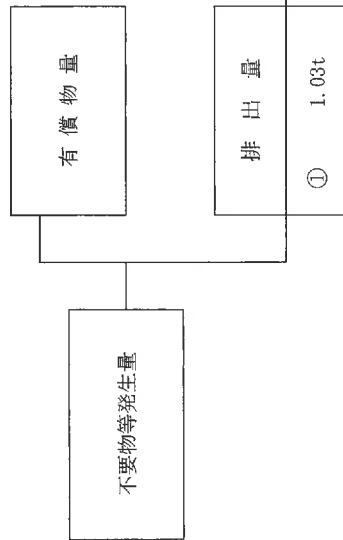 不要物等発生量
有償物量
排出量
① 1.03t